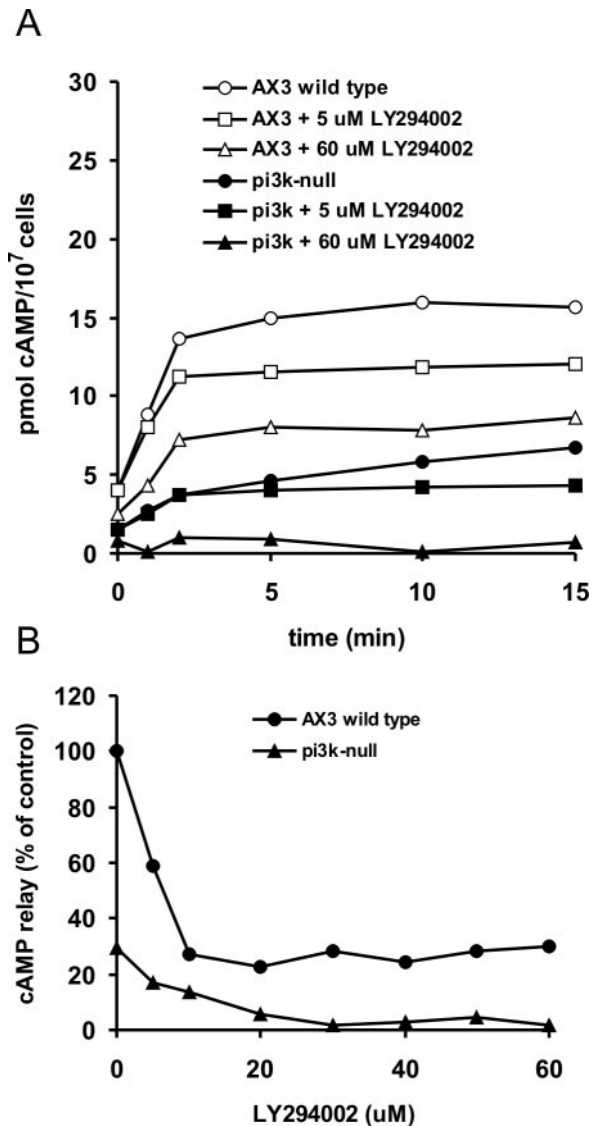 A
30
25
20
15
10
5
0
pmol cAMP/10⁷ cells
AX3 wild type
AX3 + 5 uM LY294002
AX3 + 60 uM LY294002
pi3k-null
pi3k + 5 uM LY294002
pi3k + 60 uM LY294002
0 5 10 15
time (min)
B
120
100
80
60
40
20
0
cAMP relay (% of control)
AX3 wild type
pi3k-null
0 20 40 60
LY294002 (uM)